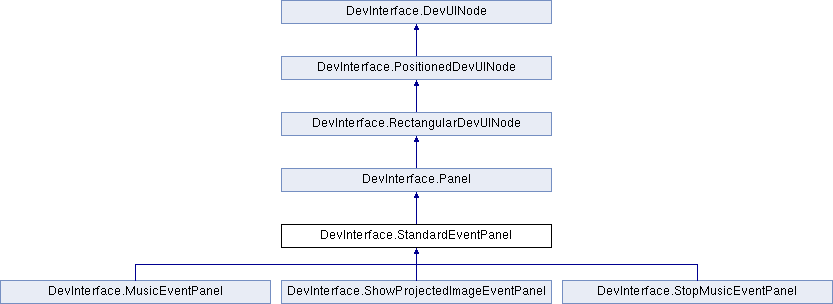 DevInterface.DevUINode
DevInterface.PositionedDevUINode
DevInterface.RectangularDevUINode
DevInterface.Panel
DevInterface.StandardEventPanel
DevInterface.MusicEventPanel
DevInterface.ShowProjectedImageEventPanel
DevInterface.StopMusicEventPanel